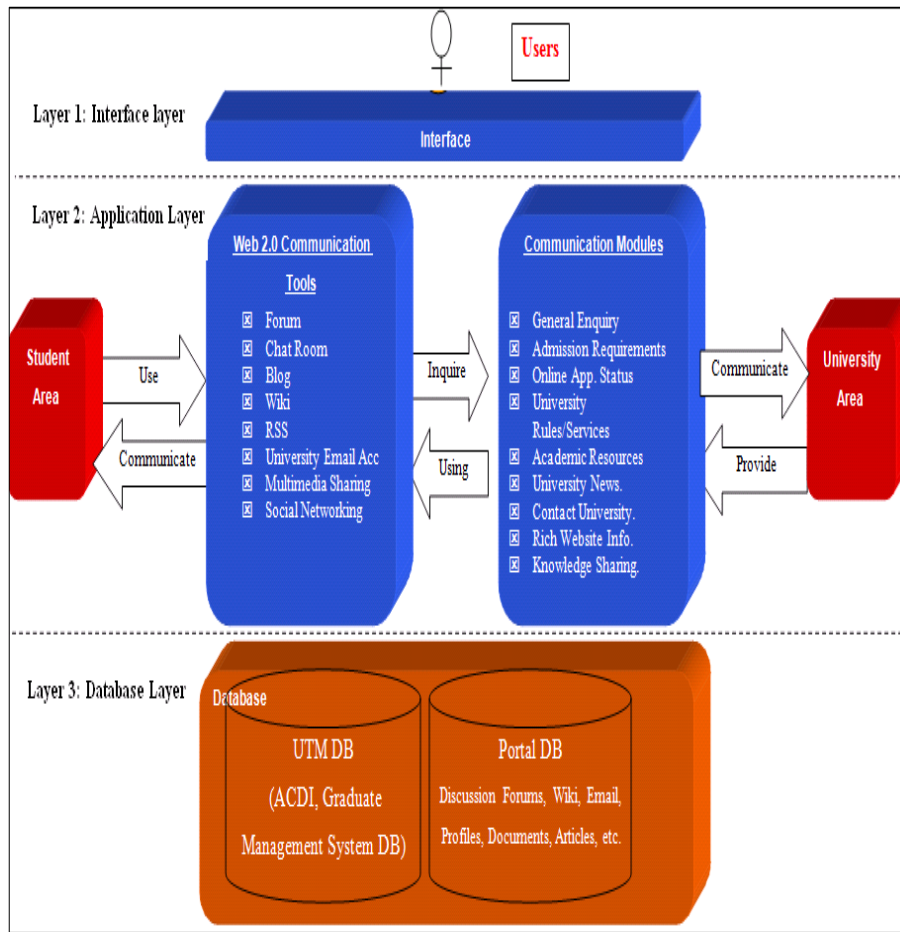 Users
Layer 1: Interface layer
Interface
Layer 2: Application Layer
Web 2.0 Communication
Tools
Forum
Chat Room
Blog
Wiki
RSS
University Email Acc
Multimedia Sharing
Social Networking
Communication Modules
General Enquiry
Admission Requirements
Online App. Status
University
Rules/Services
Academic Resources
University News.
Contact University.
Rich Website Info.
Knowledge Sharing.
Student
Area
Use
Communicate
Inquire
Using
Communicate
Provide
University
Area
Layer 3: Database Layer
Database
UTM DB
(ACDI, Graduate
Management System DB)
Portal DB
Discussion Forums, Wiki, Email,
Profiles, Documents, Articles, etc.